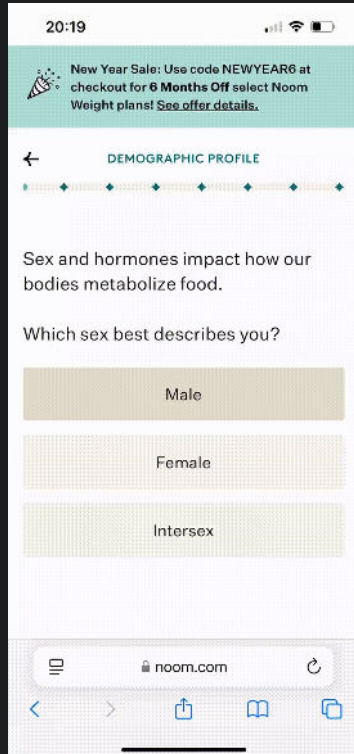 20:19
New Year Sale: Use code NEWYEAR6 at
checkout for 6 Months Off select Noom
Weight plans! See offer details.
DEMOGRAPHIC PROFILE
Sex and hormones impact how our
bodies metabolize food.
Which sex best describes you?
Male
Female
Intersex
noom.com